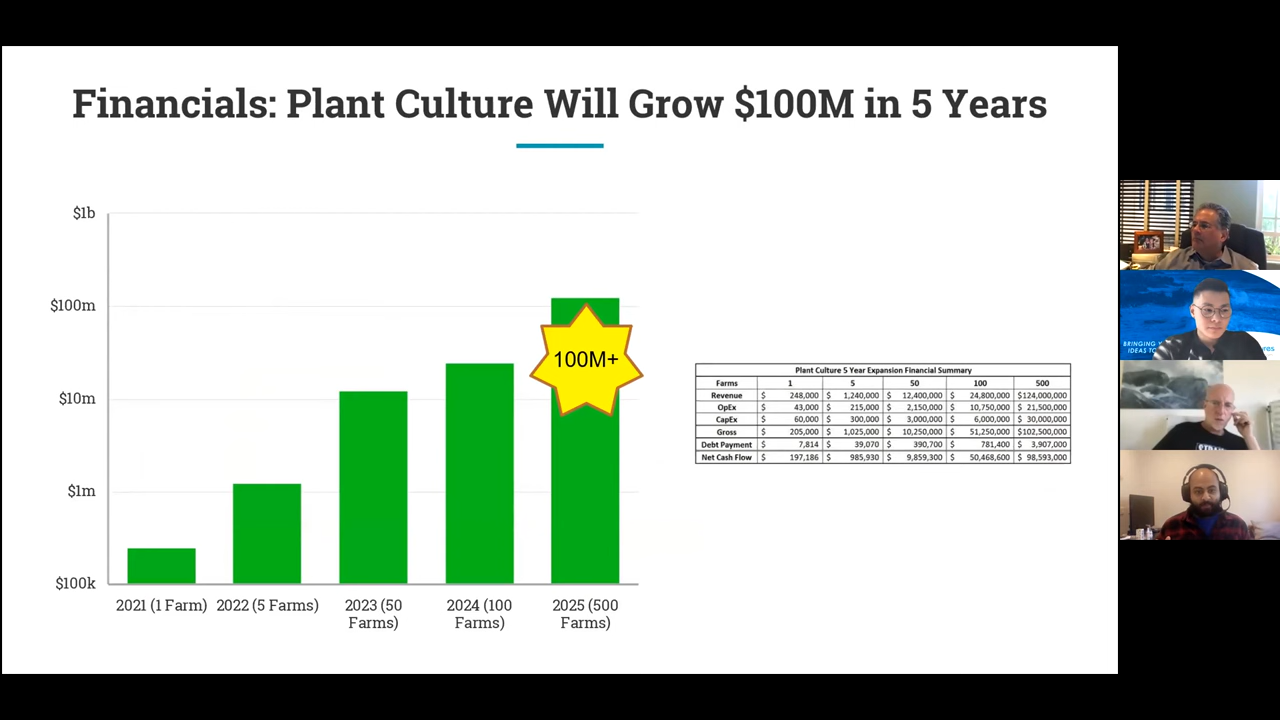 Financials: Plant Culture Will Grow $100M in 5 Years
$1b
$100m
$10m
$1m
$100k
100M+
2021 (1 Farm)
2022 (5 Farms)
2023 (50
Farms)
2024 (100
Farms)
2025 (500
Farms)
Plant Culture 5 Year Expansion Financial Summary
Farms 1 5 50 100 500
Revenue $ 248,000 $ 1,240,000 $ 12,400,000 $ 24,800,000 $124,000,000
OpEx $ 43,000 $ 215,000 $ 2,150,000 $ 10,750,000 $ 21,500,000
CapEx $ 60,000 $ 300,000 $ 3,000,000 $ 6,000,000 $ 30,000,000
Gross $ 205,000 $ 1,025,000 $ 10,250,000 $ 51,250,000 $102,500,000
Debt Payment $ 7,814 $ 39,070 $ 390,700 $ 781,400 $ 3,907,000
Net Cash Flow $ 197,186 $ 985,930 $ 9,859,300 $ 50,468,600 $ 98,593,000
BRINGING
IDEAS TO